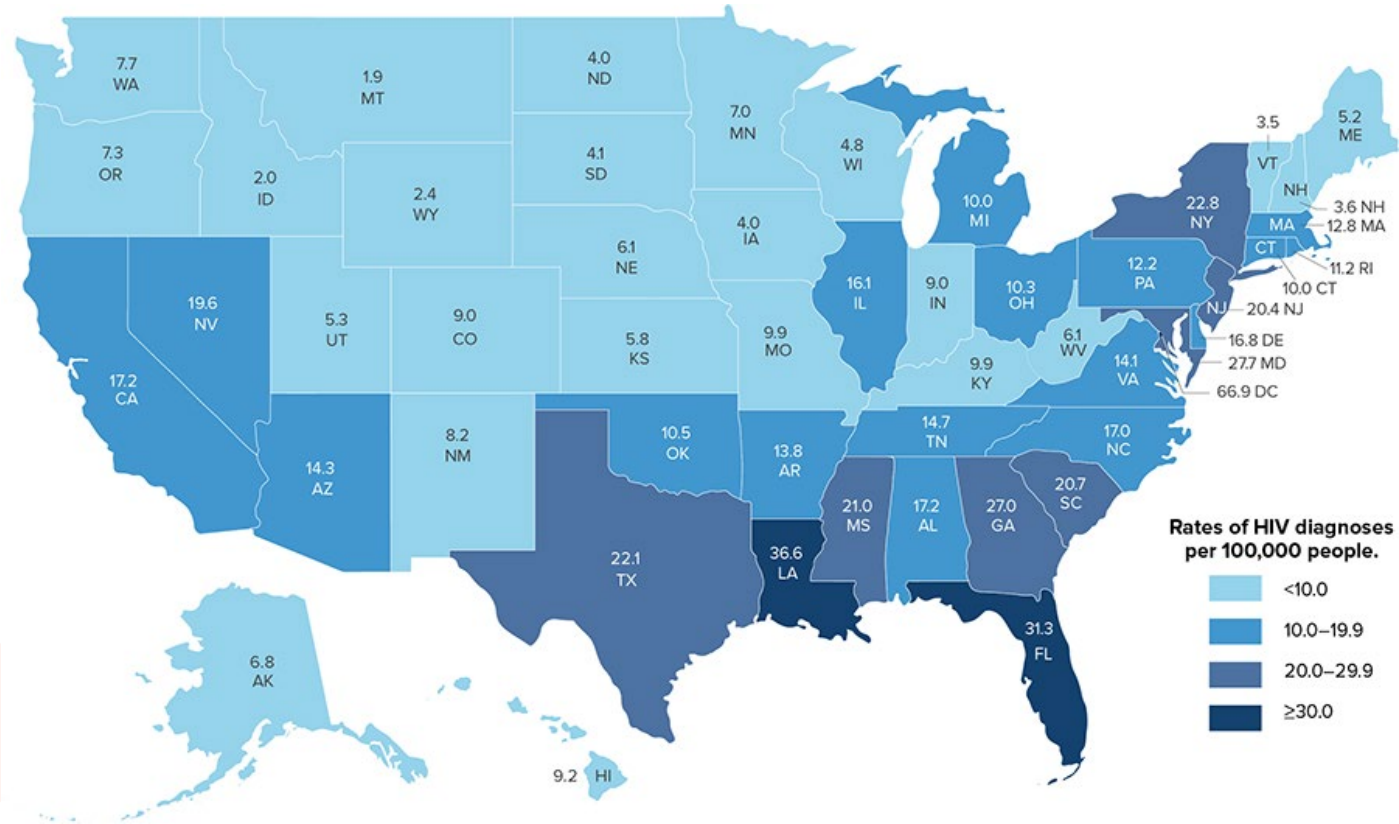 7.7
WA
1.9
MT
4.0
ND
7.0
MN
4.8
WI
3.5
VT
5.2
ME
7.3
OR
2.0
ID
2.4
WY
4.1
SD
4.0
IA
10.0
MI
22.8
NY
NH
3.6 NH
MA
12.8 MA
CT
11.2 RI
10.0 CT
19.6
NV
5.3
UT
9.0
CO
6.1
NE
16.1
IL
9.0
IN
10.3
OH
12.2
PA
NJ
20.4 NJ
16.8 DE
27.7 MD
66.9 DC
17.2
CA
5.8
KS
9.9
MO
9.9
KY
6.1
WV
14.1
VA
14.3
AZ
8.2
NM
10.5
OK
13.8
AR
14.7
TN
17.0
NC
22.1
TX
36.6
LA
21.0
MS
17.2
AL
27.0
GA
20.7
SC
31.3
FL
6.8
AK
9.2 HI
Rates of HIV diagnoses
per 100,000 people.
<10.0
10.0–19.9
20.0–29.9
≥30.0